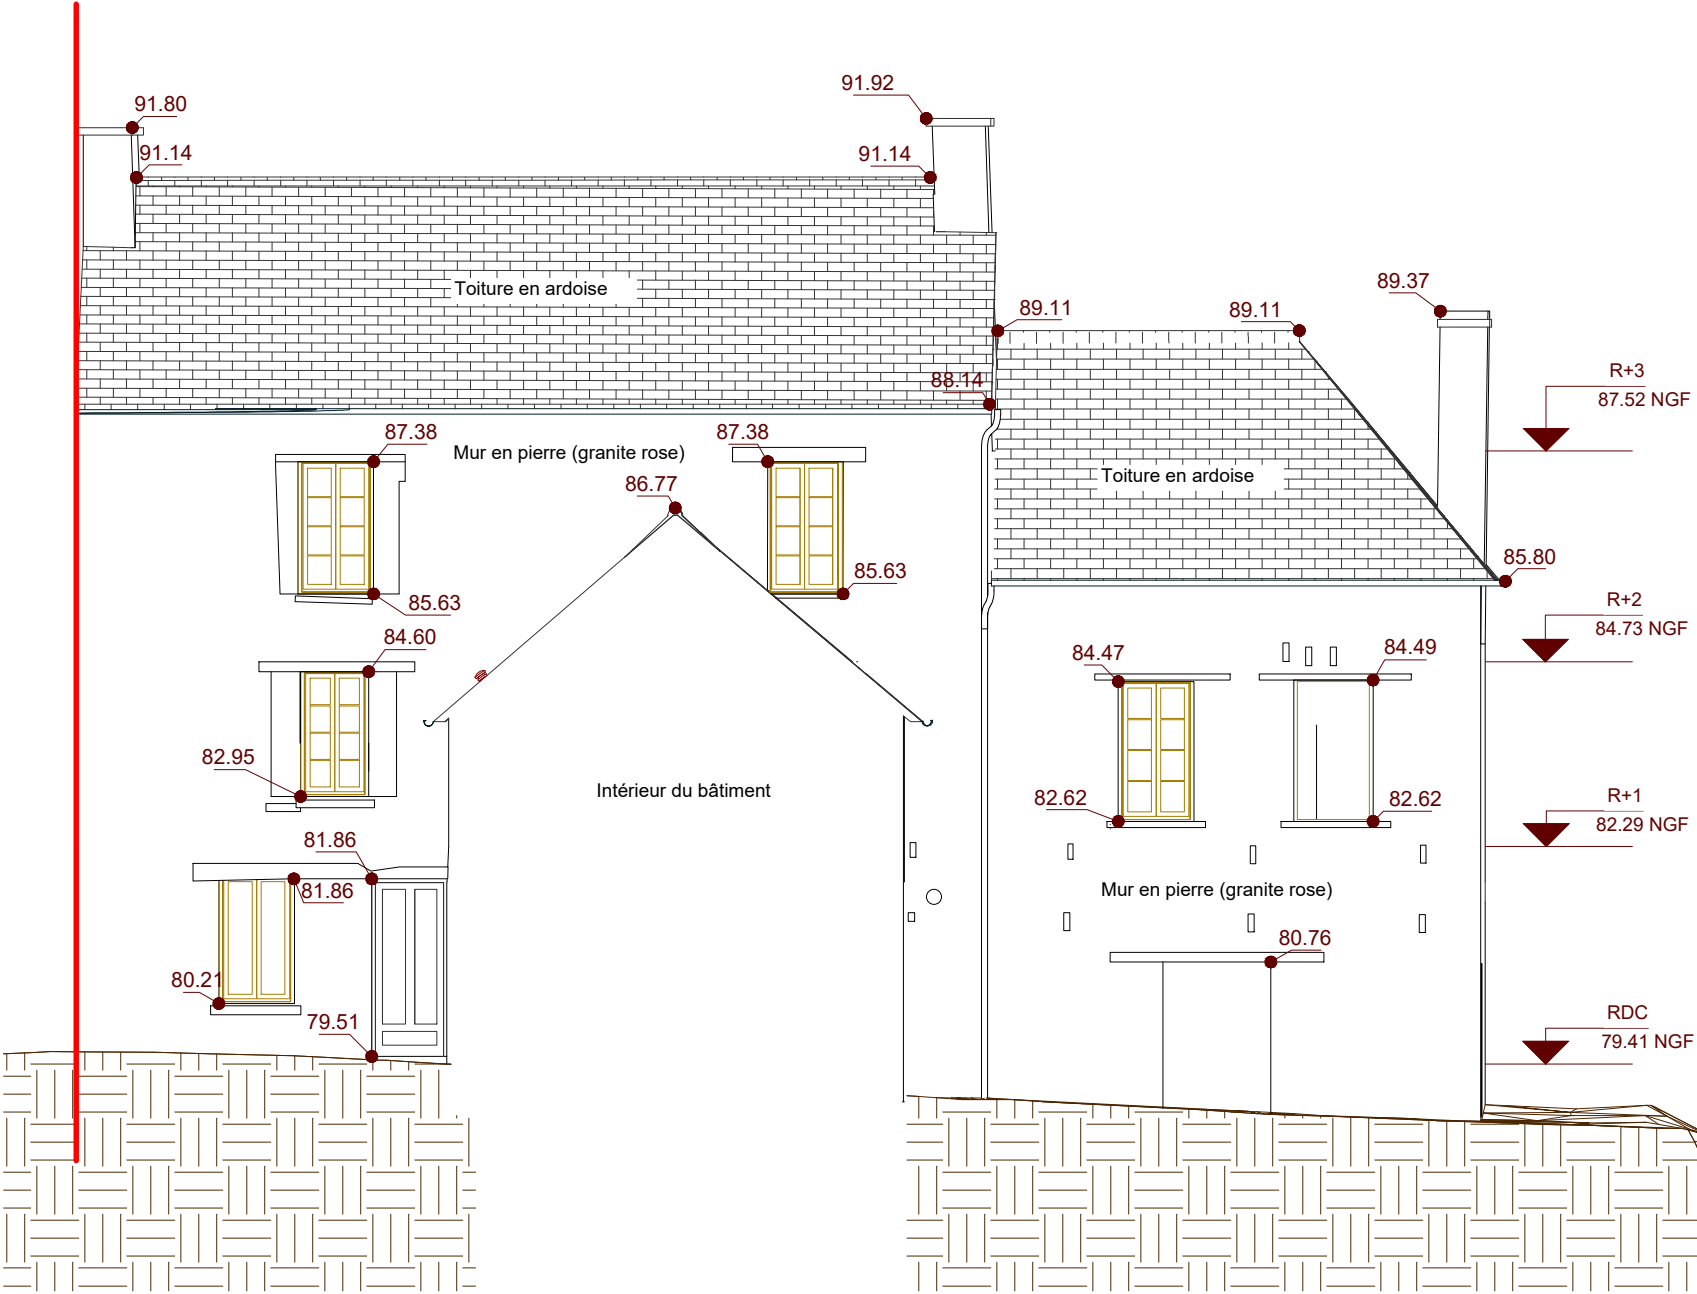 91.92
91.80
91.14
91.14
89.37
Toiture en ardoise
89.11
89.11
R+3
88.14
87.52 NGF
87.38
87.38
Mur en pierre (granite rose)
Toiture en ardoise
86.77
85.80
85.63
85.63
R+2
84.73 NGF
84.60
84.47
84.49
82.95
Intérieur du bâtiment
82.62
82.62
R+1
82.29 NGF
81.86
81.86
Mur en pierre (granite rose)
80.76
80.21
79.51
RDC
79.41 NGF